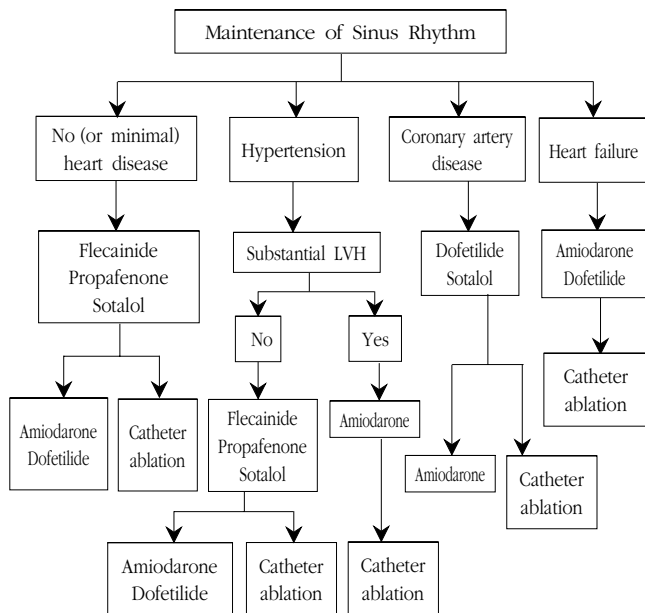 Maintenance of Sinus Rhythm
No (or minimal)
heart disease
Hypertension
Coronary artery
disease
Heart failure
Flecainide
Propafenone
Sotalol
Substantial LVH
Dofetilide
Sotalol
Amiodarone
Dofetilide
No
Yes
Catheter
ablation
Amiodarone
Dofetilide
Catheter
ablation
Flecainide
Propafenone
Sotalol
Amiodarone
Amiodarone
Catheter
ablation
Amiodarone
Dofetilide
Catheter
ablation
Catheter
ablation